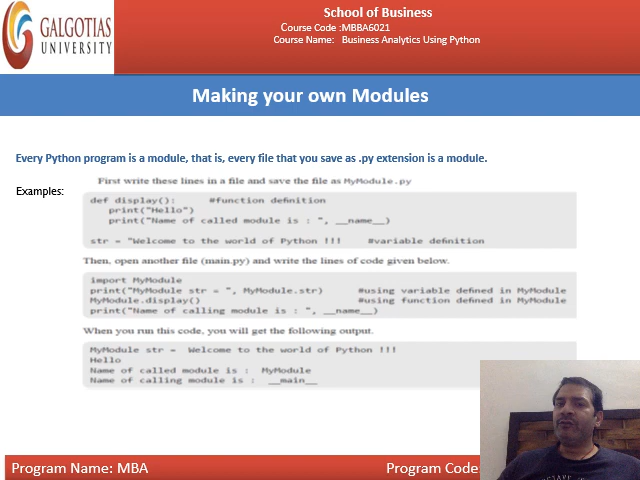 GALGOTIAS
UNIVERSITY
School of Business
Course Code :MBBA6021
Course Name: Business Analytics Using Python
Making your own Modules
Every Python program is a module, that is, every file that you save as .py extension is a module.
Examples:
First write these lines in a file and save the file as MyModule.py
def display(): #function definition
print("Hello")
print("Name of called module is : ", __name__)
str = "Welcome to the world of Python !!! #variable definition
Then, open another file (main.py) and write the lines of code given below.
import MyModule
print("MyModule str = ", MyModule.str) #using variable defined in MyModule
MyModule.display() #using function defined in MyModule
print("Name of calling module is : ", __name__)
When you run this code, you will get the following output.
MyModule str = Welcome to the world of Python !!!
Hello
Name of called module is : MyModule
Name of calling module is : __main__
Program Name: MBA
Program Code: